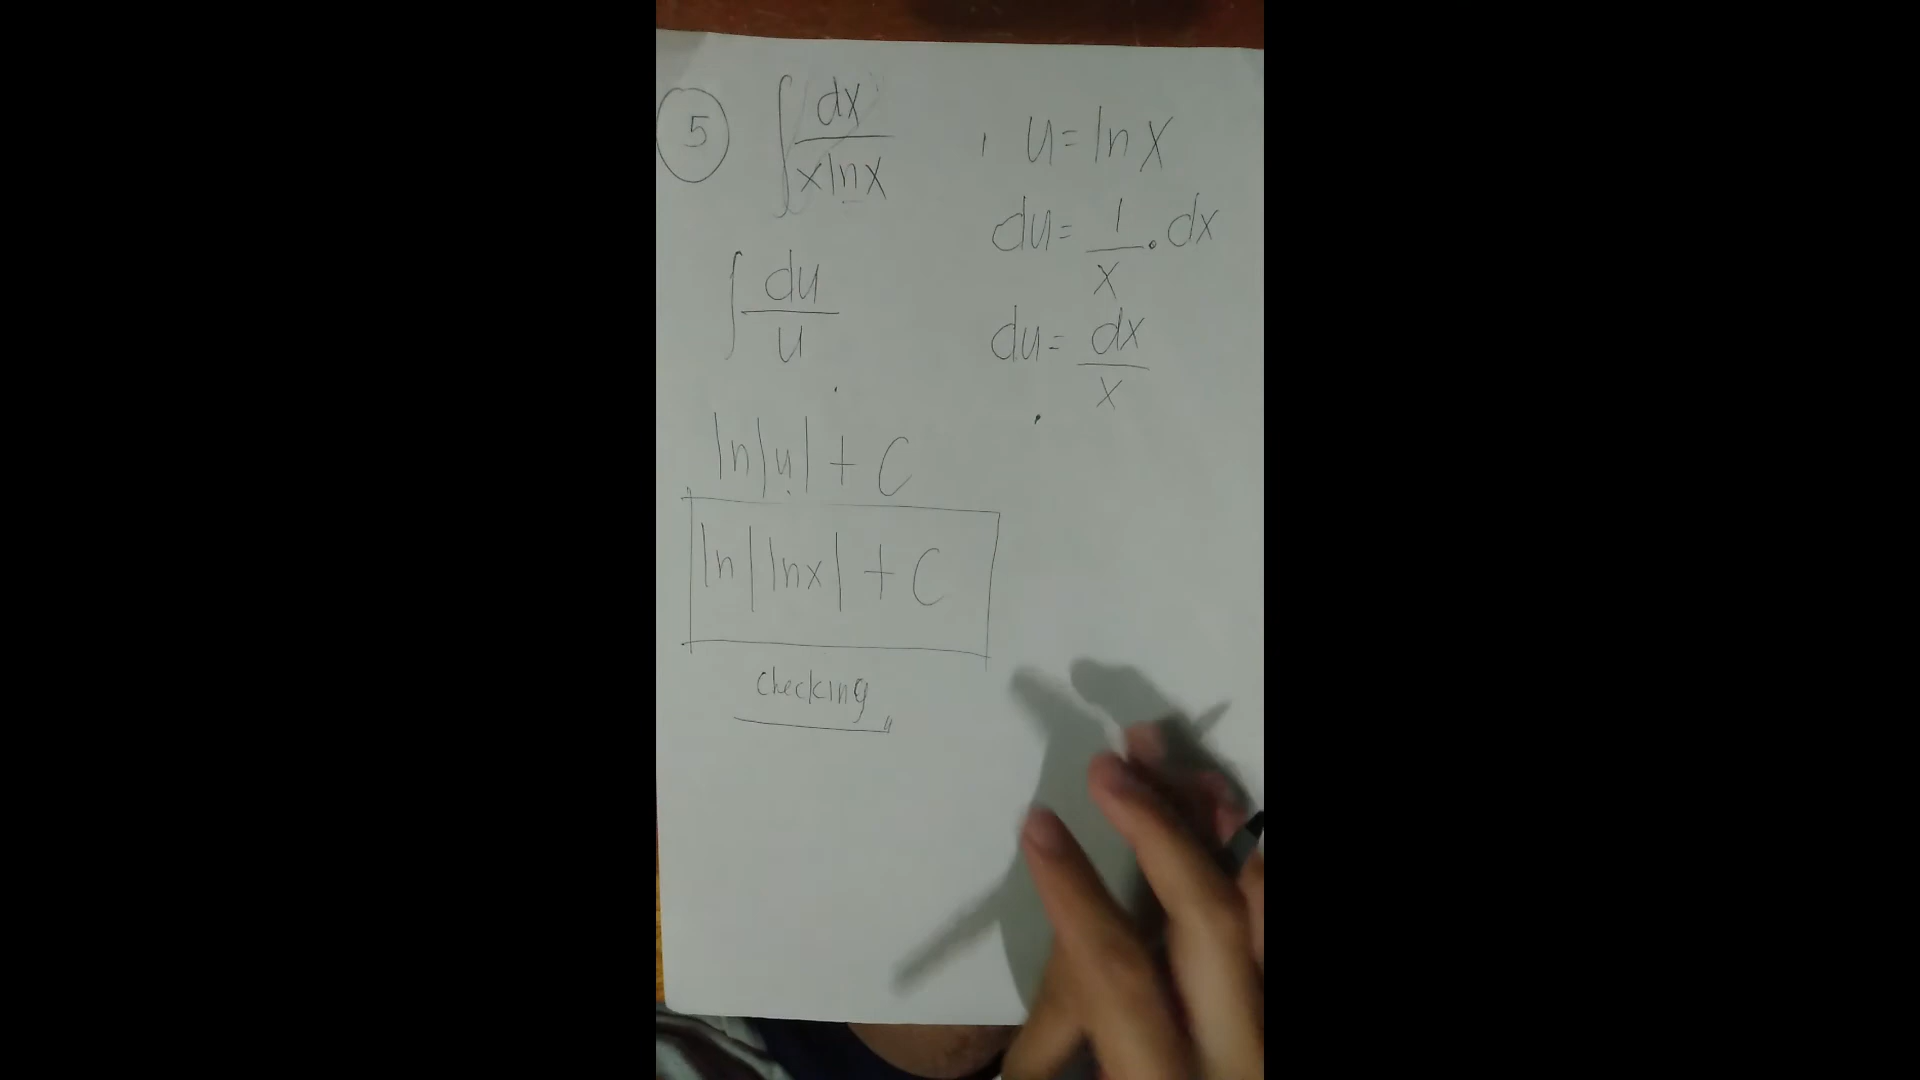 5
∫ dx / x ln x
u = ln x
du = 1/x · dx
∫ du / u
du = dx / x
ln|u| + C
ln|ln x| + C
checking